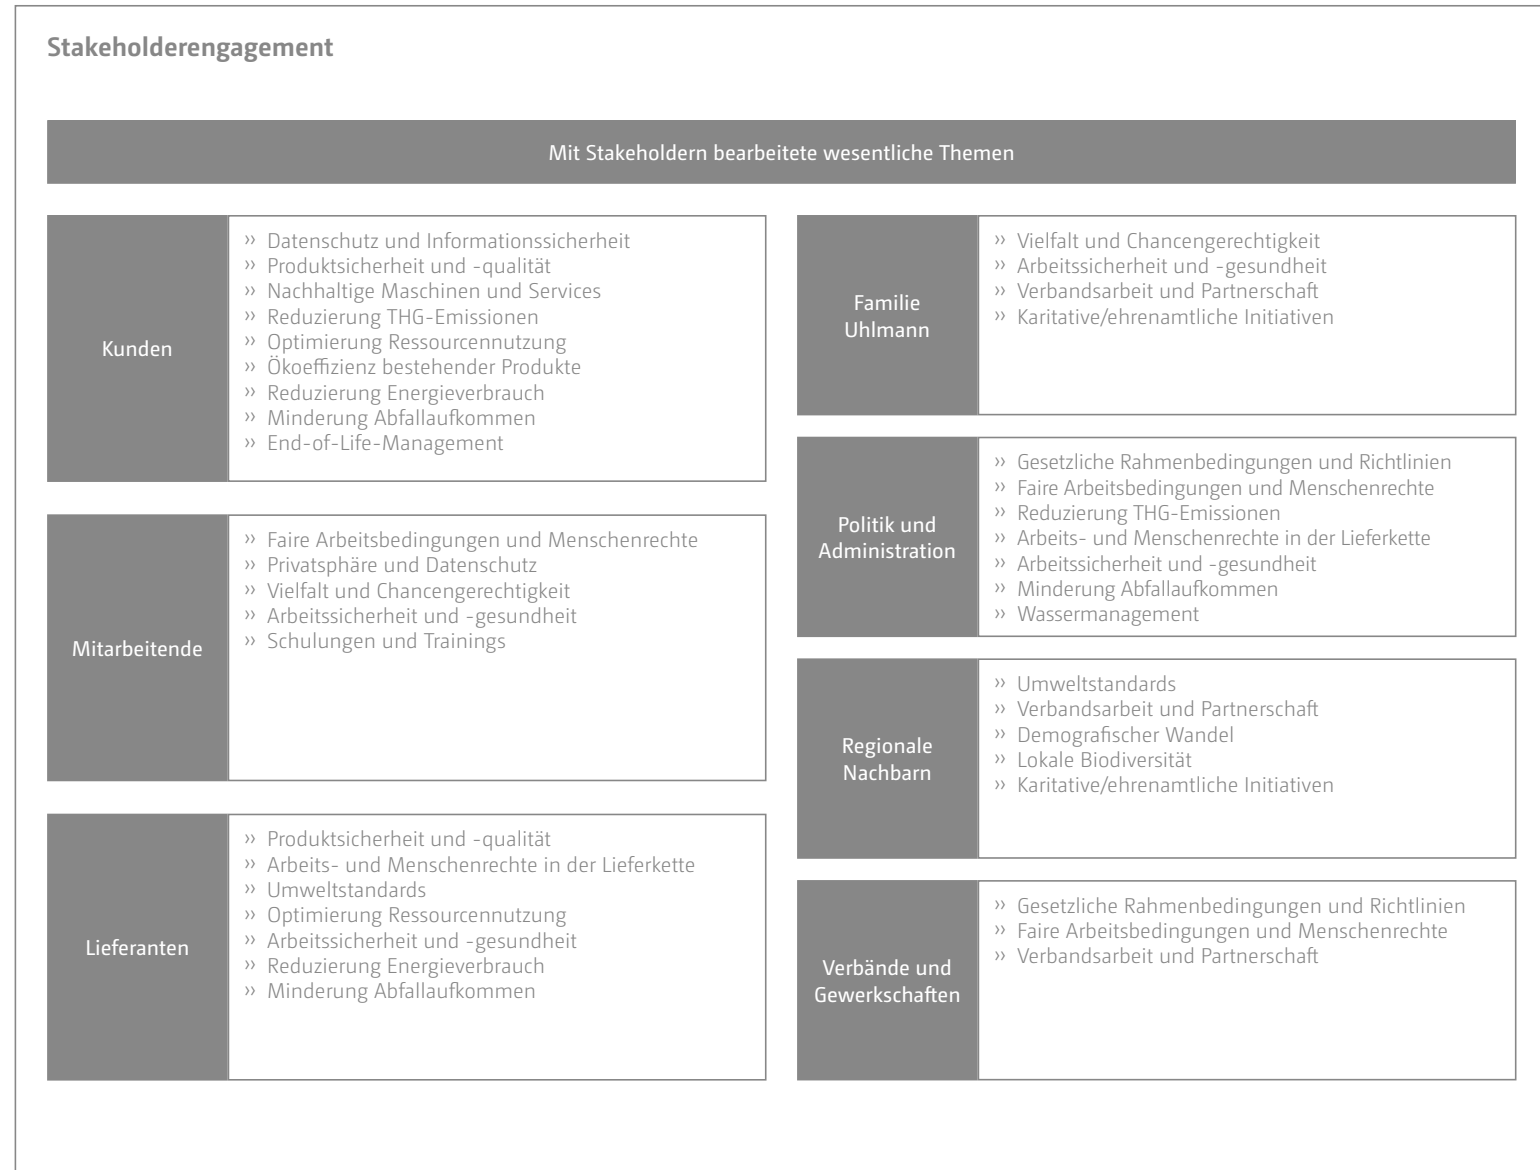 Stakeholderengagement
Mit Stakeholdern bearbeitete wesentliche Themen
Kunden
›› Datenschutz und Informationssicherheit
›› Produktsicherheit und -qualität
›› Nachhaltige Maschinen und Services
›› Reduzierung THG-Emissionen
›› Optimierung Ressourcennutzung
›› Ökoeffizienz bestehender Produkte
›› Reduzierung Energieverbrauch
›› Minderung Abfallaufkommen
›› End-of-Life-Management
Mitarbeitende
›› Faire Arbeitsbedingungen und Menschenrechte
›› Privatsphäre und Datenschutz
›› Vielfalt und Chancengerechtigkeit
›› Arbeitssicherheit und -gesundheit
›› Schulungen und Trainings
Lieferanten
›› Produktsicherheit und -qualität
›› Arbeits- und Menschenrechte in der Lieferkette
›› Umweltstandards
›› Optimierung Ressourcennutzung
›› Arbeitssicherheit und -gesundheit
›› Reduzierung Energieverbrauch
›› Minderung Abfallaufkommen
Familie
Uhlmann
›› Vielfalt und Chancengerechtigkeit
›› Arbeitssicherheit und -gesundheit
›› Verbandsarbeit und Partnerschaft
›› Karitative/ehrenamtliche Initiativen
Politik und
Administration
›› Gesetzliche Rahmenbedingungen und Richtlinien
›› Faire Arbeitsbedingungen und Menschenrechte
›› Reduzierung THG-Emissionen
›› Arbeits- und Menschenrechte in der Lieferkette
›› Arbeitssicherheit und -gesundheit
›› Minderung Abfallaufkommen
›› Wassermanagement
Regionale
Nachbarn
›› Umweltstandards
›› Verbandsarbeit und Partnerschaft
›› Demografischer Wandel
›› Lokale Biodiversität
›› Karitative/ehrenamtliche Initiativen
Verbände und
Gewerkschaften
›› Gesetzliche Rahmenbedingungen und Richtlinien
›› Faire Arbeitsbedingungen und Menschenrechte
›› Verbandsarbeit und Partnerschaft